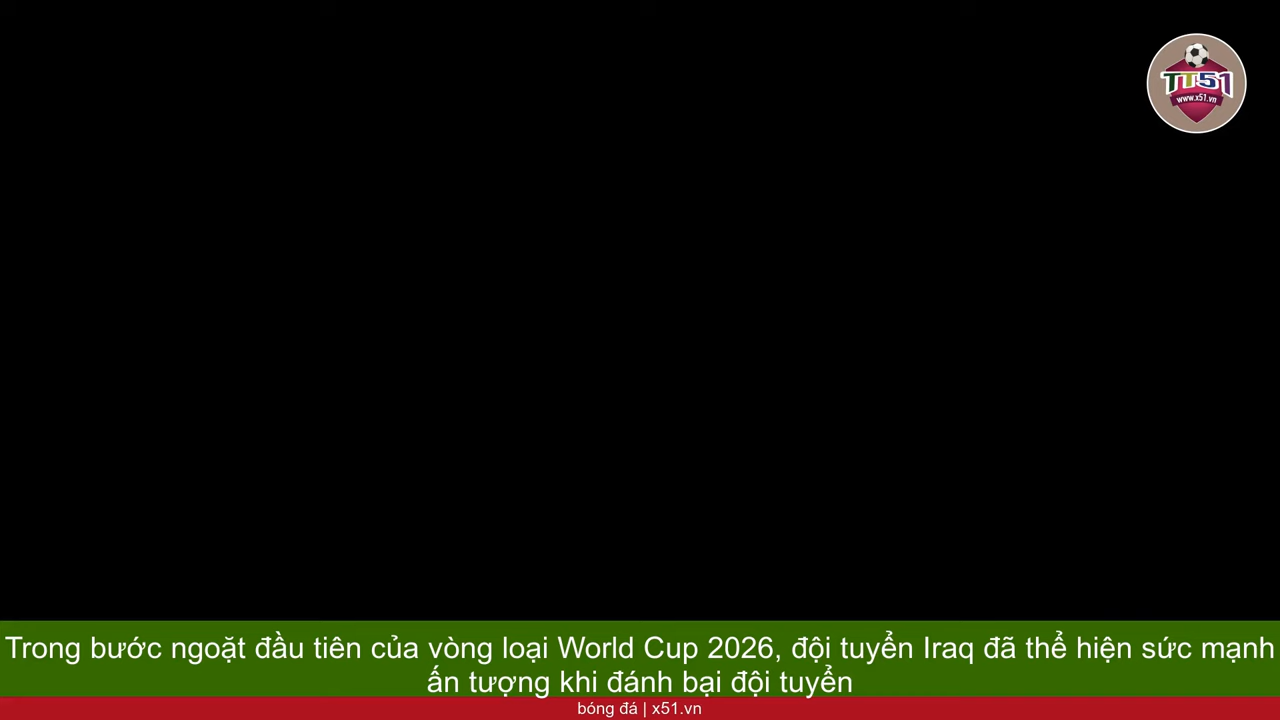 TT51
www.x51.vn
Trong bước ngoặt đầu tiên của vòng loại World Cup 2026, đội tuyển Iraq đã thể hiện sức mạnh
ấn tượng khi đánh bại đội tuyển
bóng đá | x51.vn